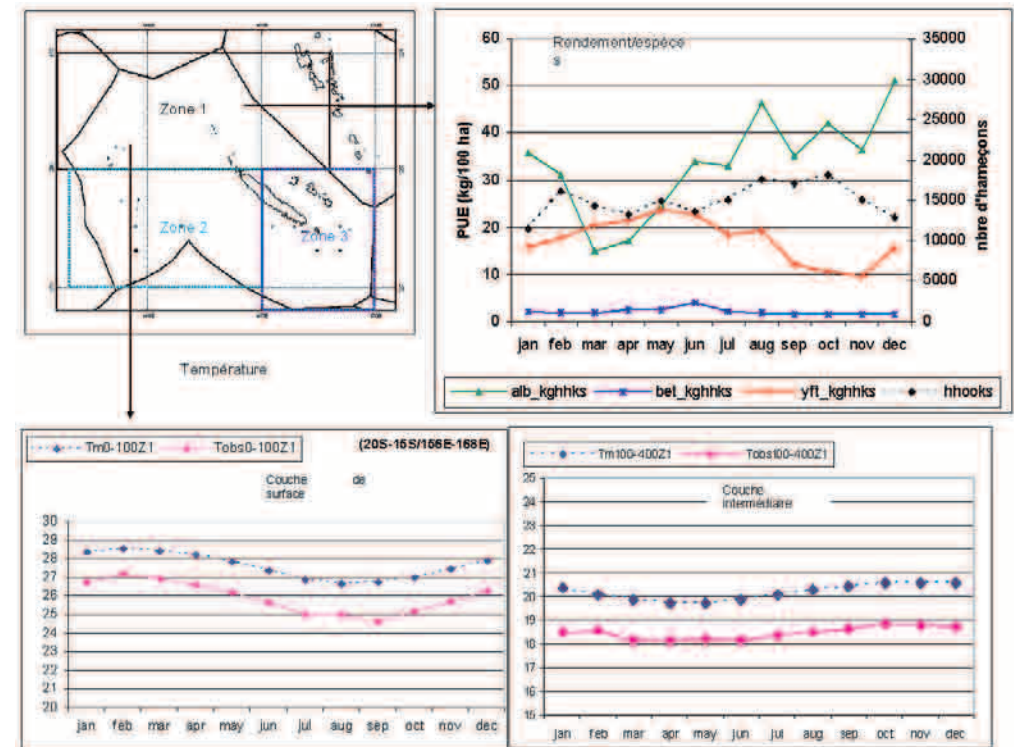 Zone 1
Zone 2
Zone 3
Température
Rendement/espèce
s
PUE (kg/100 ha)
nbre d'hameçons
60
50
40
30
20
10
0
35000
30000
25000
20000
15000
10000
5000
0
jan feb mar apr may jun jul aug sep oct nov dec
alb_kghhks bet_kghhks yft_kghhks hhooks
Tm0-100Z1 Tobs0-100Z1
Couche de
surface
30
29
28
27
26
25
24
23
22
21
20
jan feb mar apr may jun jul aug sep oct nov dec
Tm100-400Z1 Tobs100-400Z1
Couche
intermédiaire
25
24
23
22
21
20
19
18
17
16
15
jan feb mar apr may jun jul aug sep oct nov dec